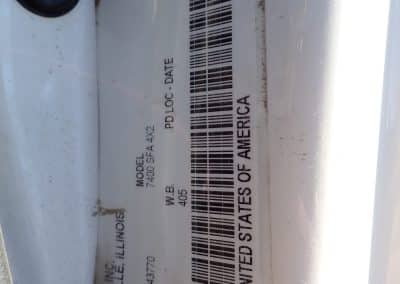 INC.
LLE, ILLINOIS
43770
MODEL
7400 SFA 4X2
W.B. PD LOC - DATE
405
UNITED STATES OF AMERICA